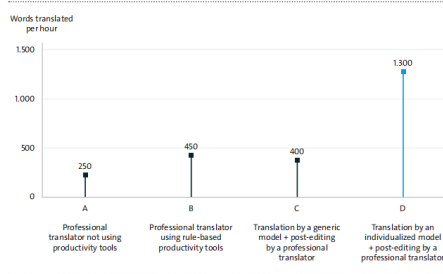 Words translated
per hour
1.500
1.300
1.000
500
450
400
250
0
A
B
C
D
Professional
translator not using
productivity tools
Professional translator
using rule-based
productivity tools
Translation by a generic
model + post-editing
by a professional
translator
Translation by an
individualized model
+ post-editing by a
professional translator